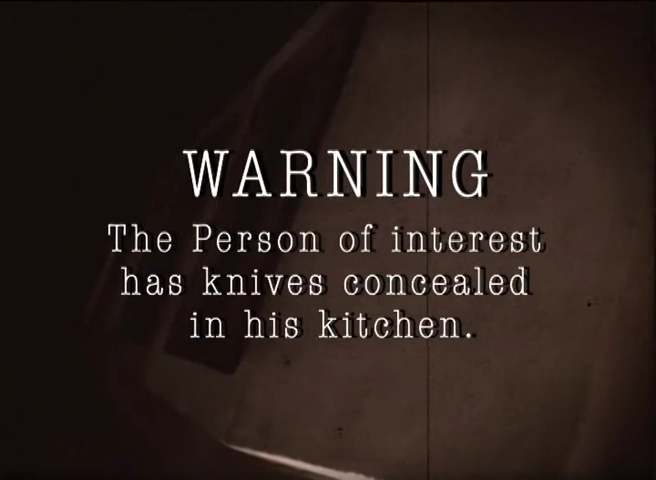 WARNING
The Person of interest
has knives concealed
in his kitchen.